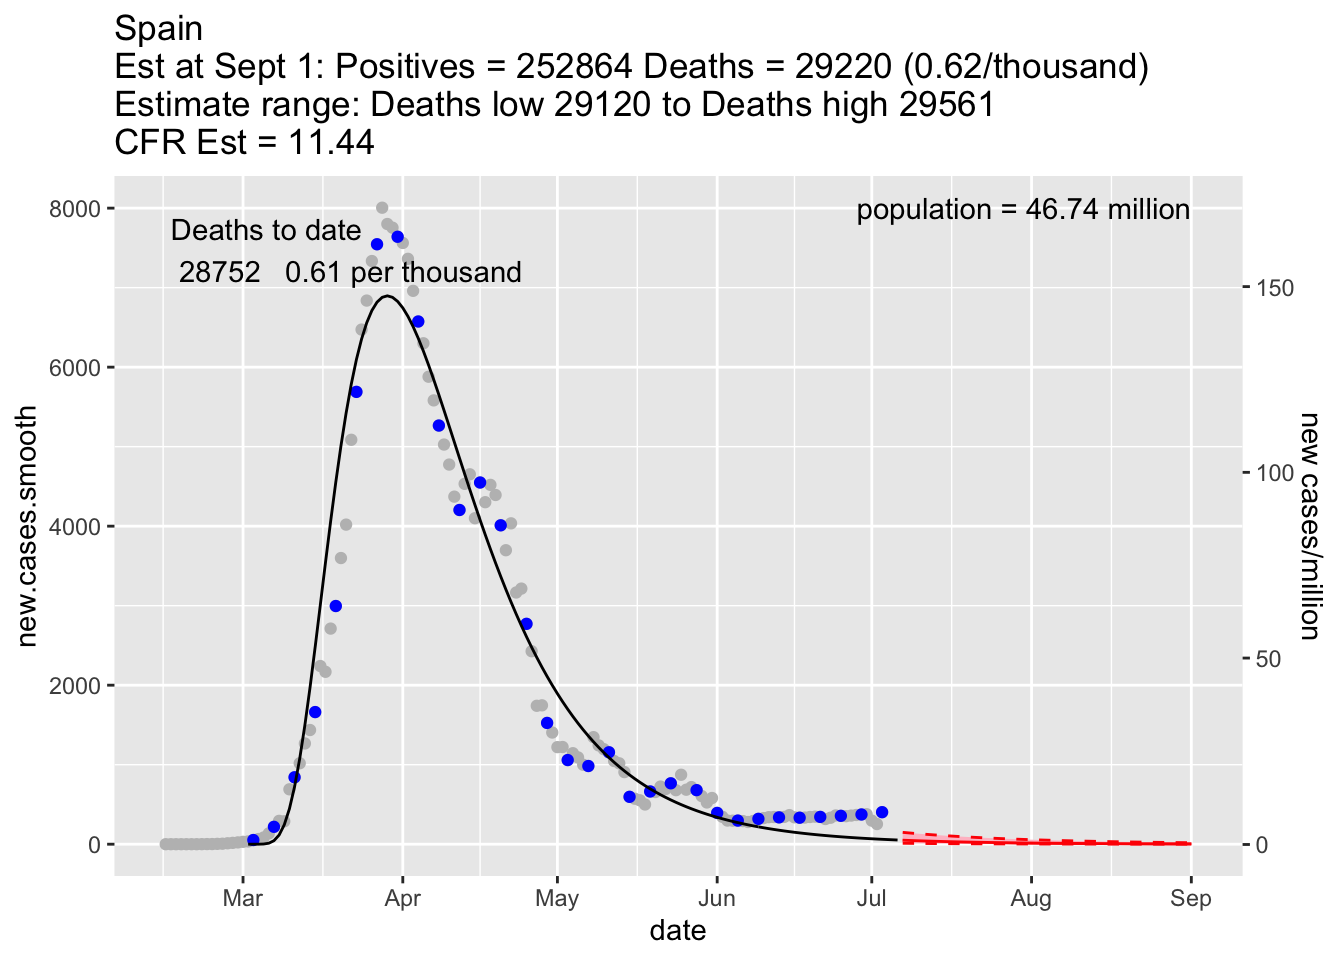 Spain
Est at Sept 1: Positives = 252864 Deaths = 29220 (0.62/thousand)
Estimate range: Deaths low 29120 to Deaths high 29561
CFR Est = 11.44
population = 46.74 million
Deaths to date
28752 0.61 per thousand
8000
6000
4000
2000
0
new.cases.smooth
150
100
50
0
new cases/million
Mar Apr May Jun Jul Aug Sep
date